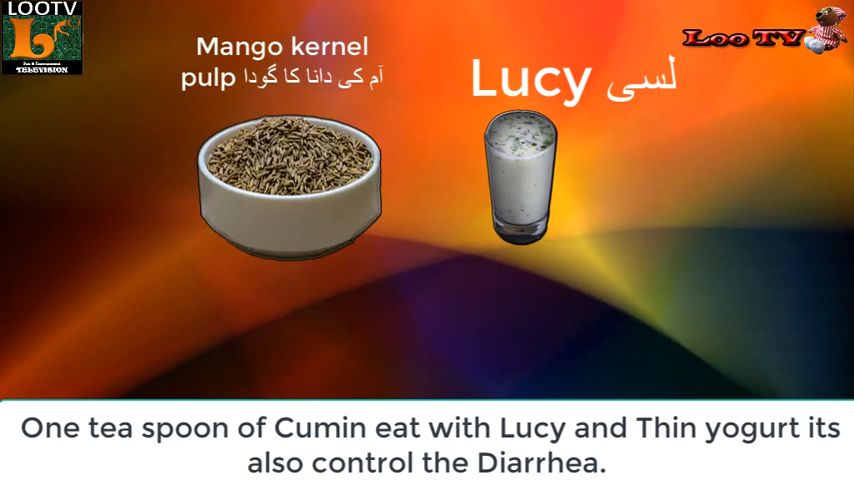 LOOTV
TELEVISION
Loo TV
Mango kernel
pulp آم کی دانا کا گودا
Lucy لسی
One tea spoon of Cumin eat with Lucy and Thin yogurt its
also control the Diarrhea.